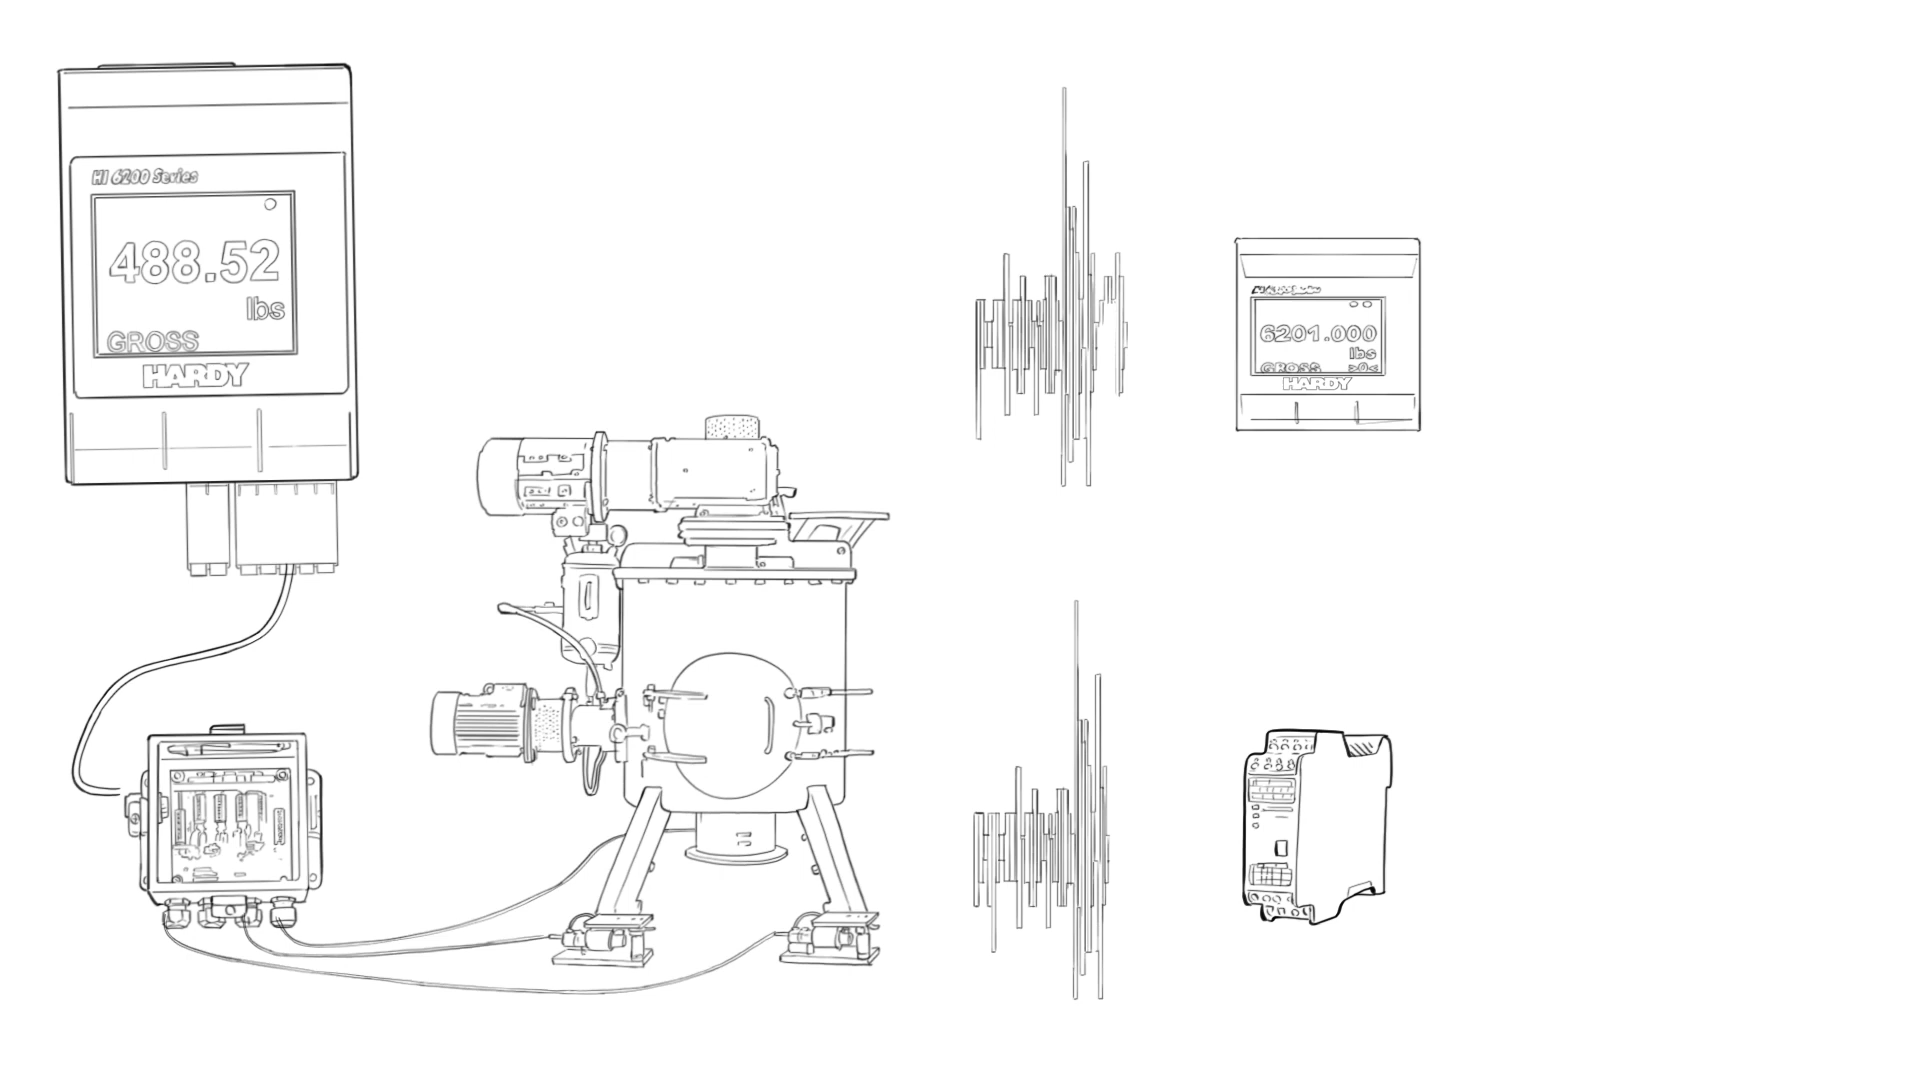 HI 6200 Series
488.52
lbs
GROSS
HARDY
6201.000
lbs
GROSS >0<
HARDY